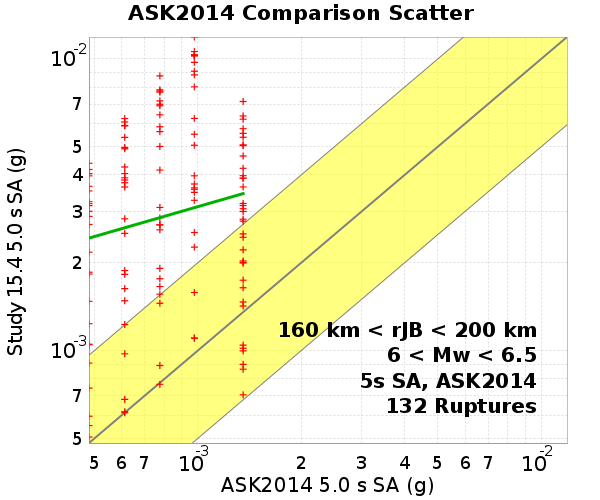 ASK2014 Comparison Scatter
Study 15.4 5.0 s SA (g)
10⁻²
7
5
4
3
2
10⁻³
7
5
160 km < rJB < 200 km
6 < Mw < 6.5
5s SA, ASK2014
132 Ruptures
5 6 7 10⁻³ 2 3 4 5 6 7 10⁻²
ASK2014 5.0 s SA (g)